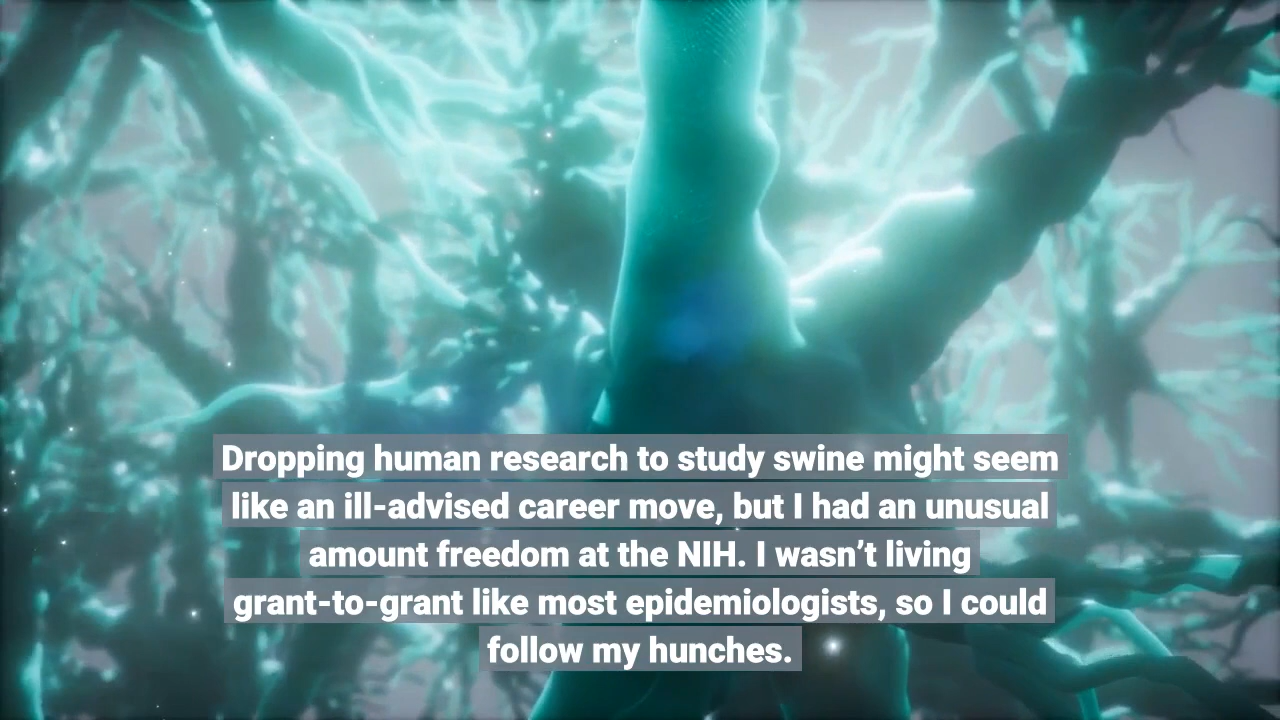 Dropping human research to study swine might seem
like an ill-advised career move, but I had an unusual
amount freedom at the NIH. I wasn’t living
grant-to-grant like most epidemiologists, so I could
follow my hunches.